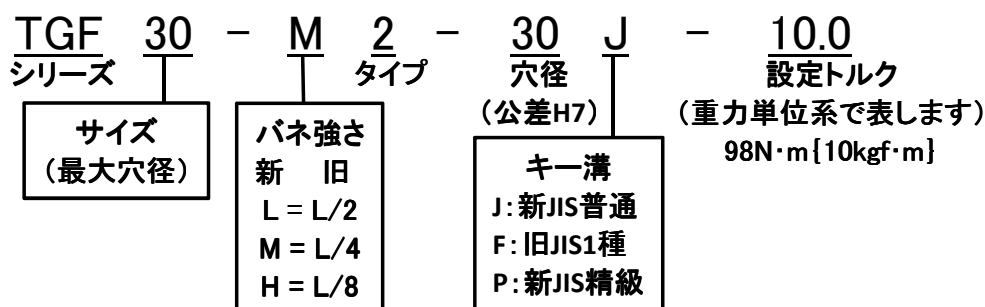 TGF 30 - M 2 - 30 J - 10.0
シリーズ
タイプ
穴径
(公差H7)
設定トルク
(重力単位系で表します)
98N･m{10kgf･m}
サイズ
(最大穴径)
バネ強さ
新 旧
L = L/2
M = L/4
H = L/8
キー溝
J:新JIS普通
F:旧JIS1種
P:新JIS精級